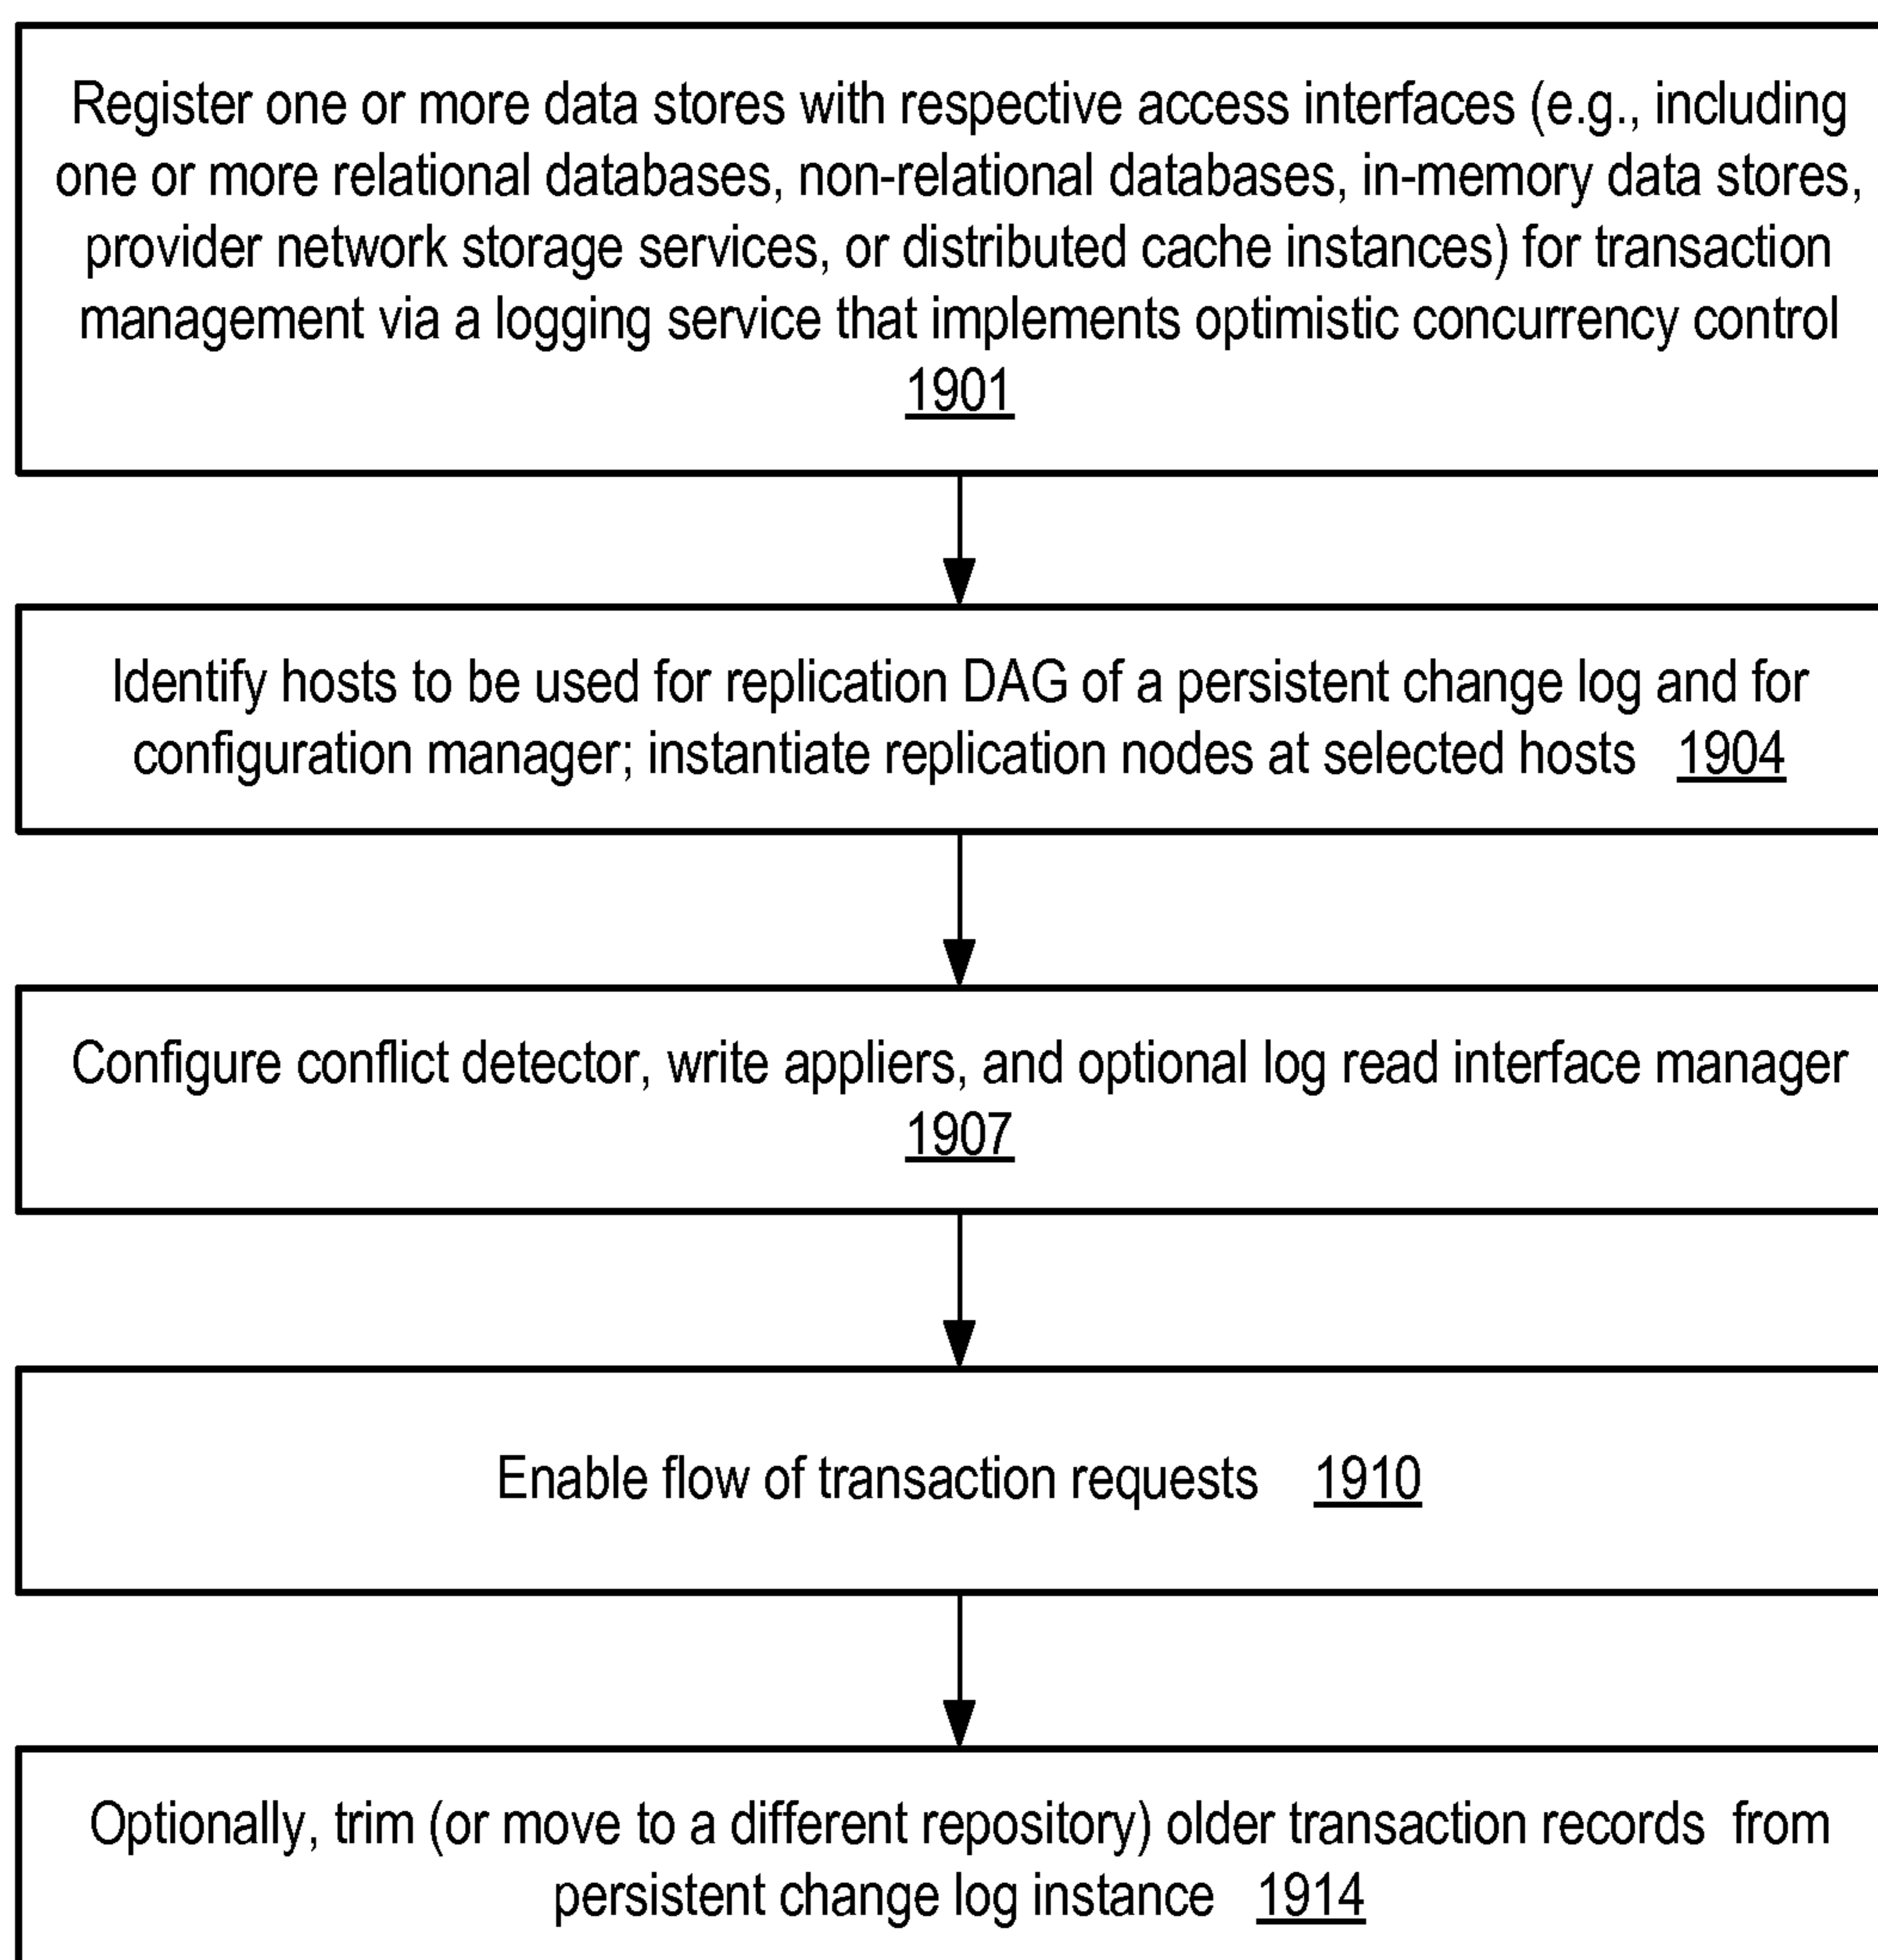 Register one or more data stores with respective access interfaces (e.g., including
one or more relational databases, non-relational databases, in-memory data stores,
provider network storage services, or distributed cache instances) for transaction
management via a logging service that implements optimistic concurrency control
1901
Identify hosts to be used for replication DAG of a persistent change log and for
configuration manager; instantiate replication nodes at selected hosts 1904
Configure conflict detector, write appliers, and optional log read interface manager
1907
Enable flow of transaction requests 1910
Optionally, trim (or move to a different repository) older transaction records from
persistent change log instance 1914